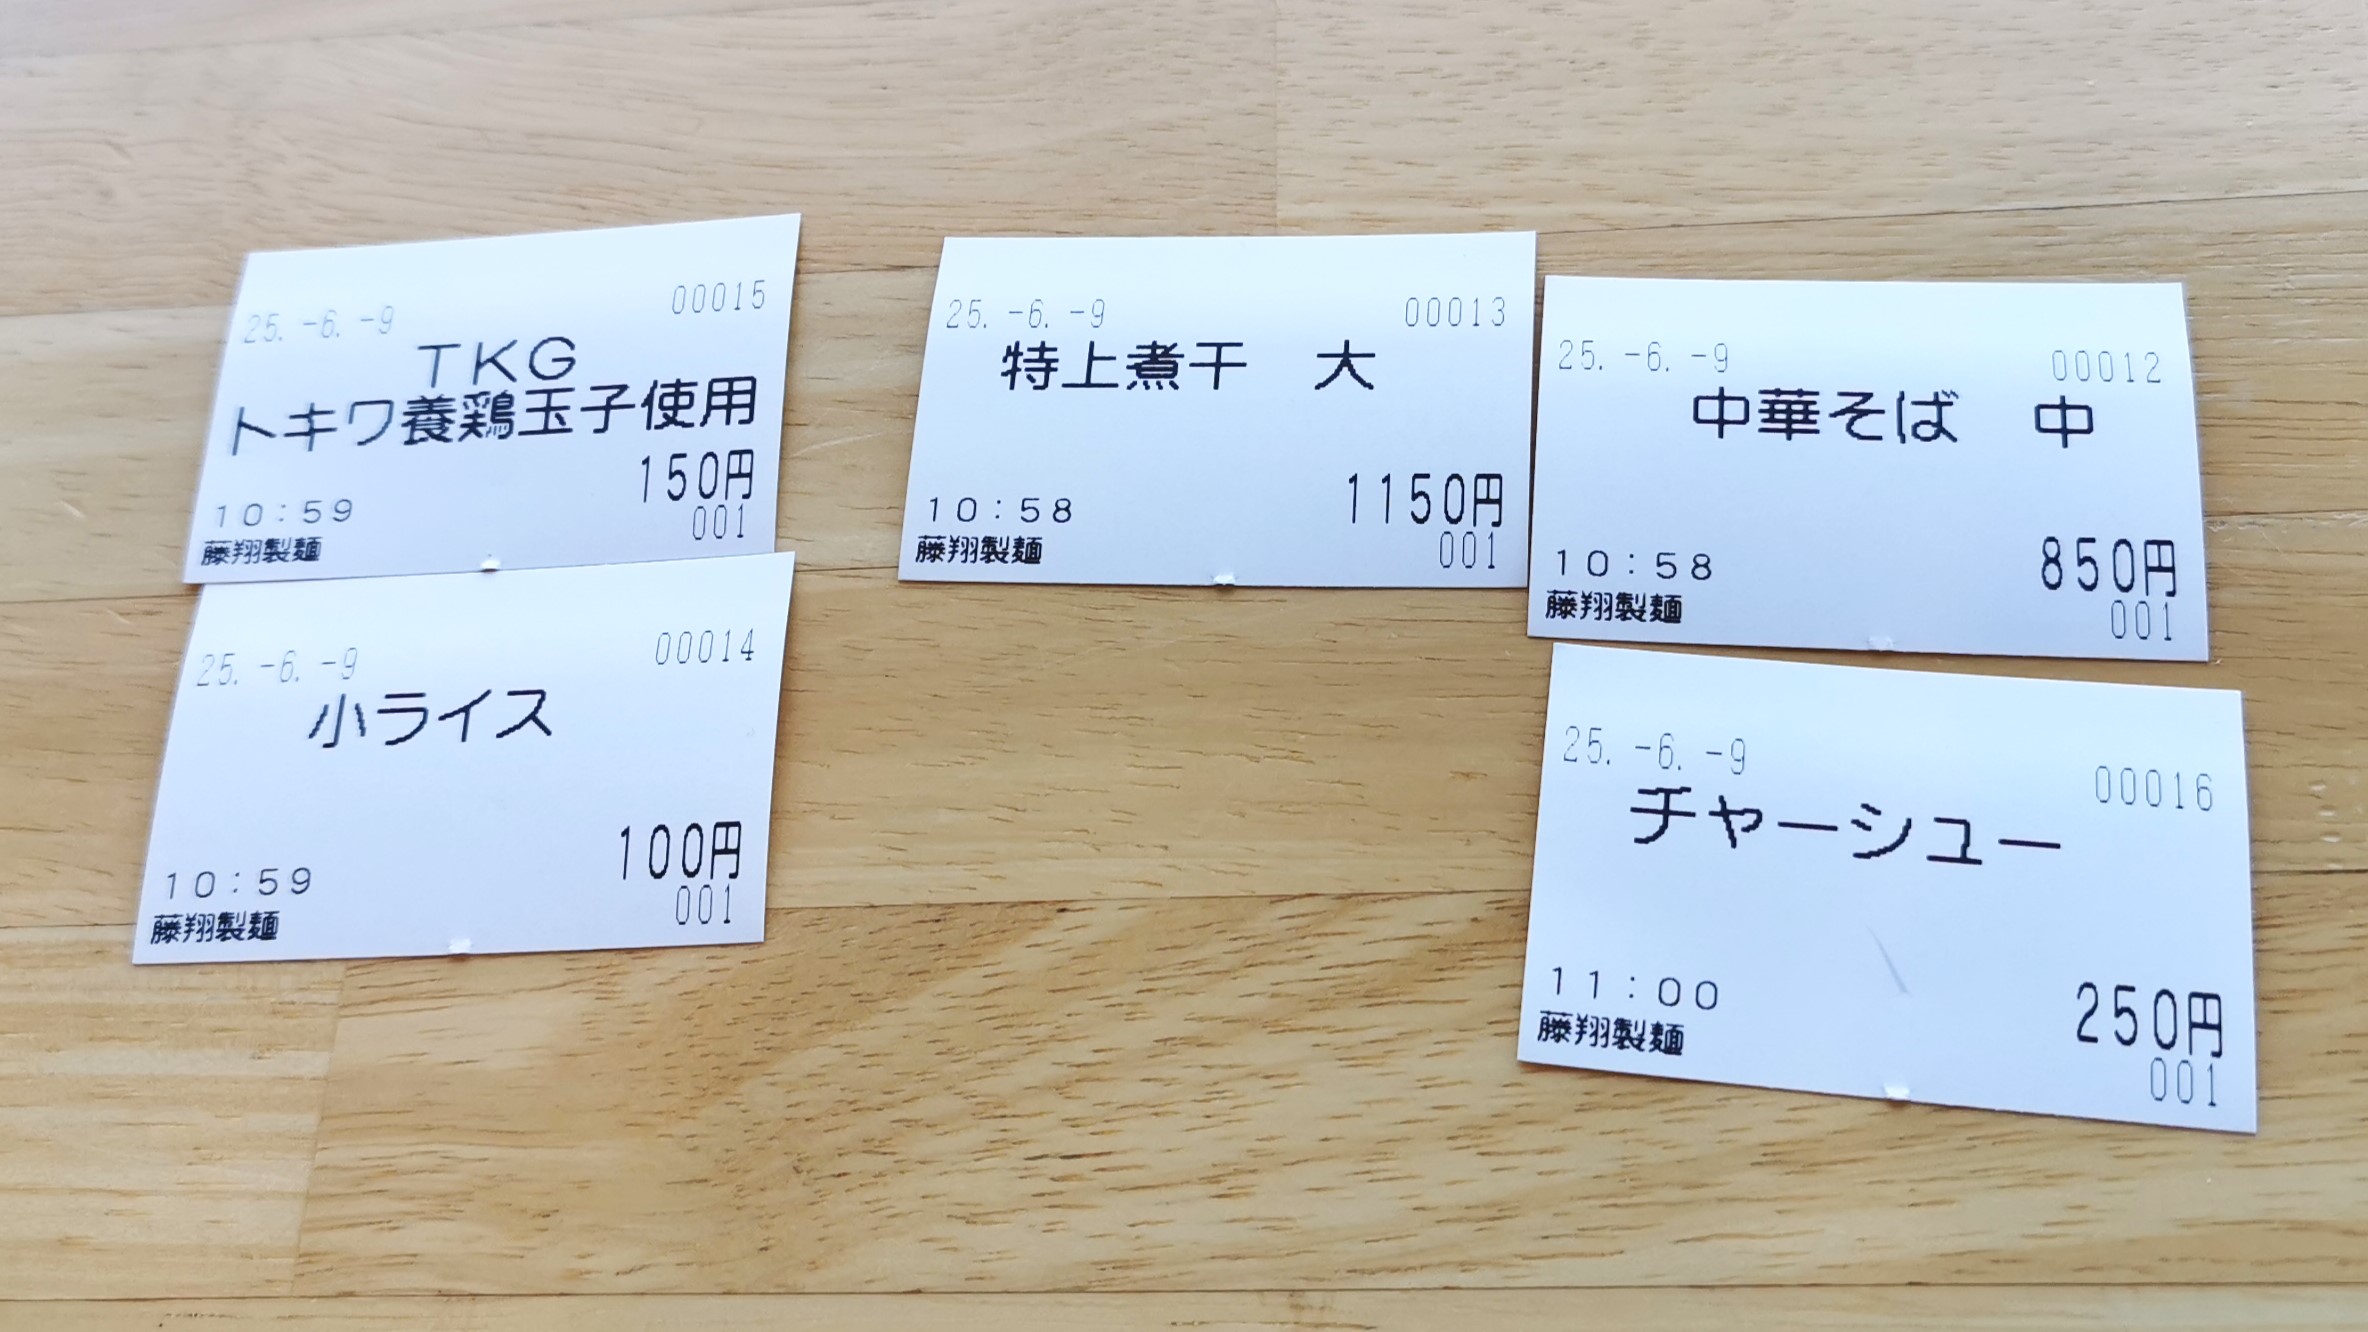 25.-6.-9 00015
TKG
トキワ養鶏玉子使用
150円
10:59 001
藤翔製麺
25.-6.-9 00014
小ライス
100円
10:59 001
藤翔製麺
25.-6.-9 00013
特上煮干 大
10:58 1150円
藤翔製麺 001
25.-6.-9 00012
中華そば 中
10:58 850円
藤翔製麺 001
25.-6.-9 00016
チャーシュー
11:00 250円
藤翔製麺 001